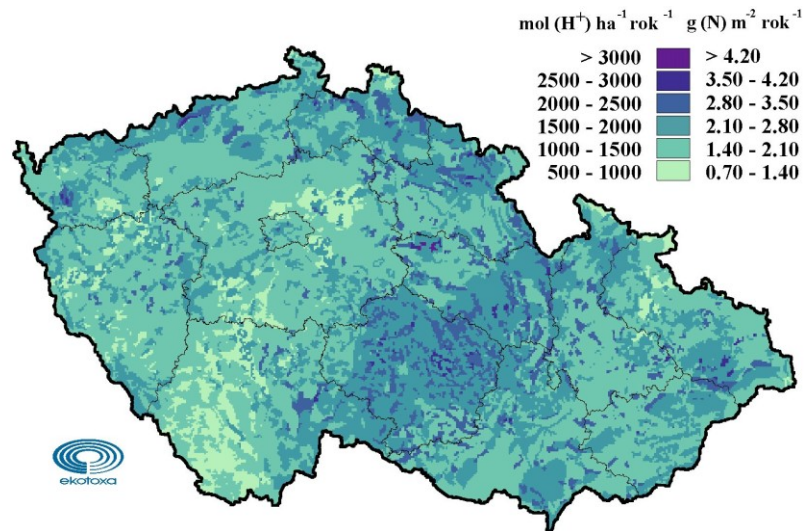 mol (H⁺) ha⁻¹ rok⁻¹ g (N) m⁻² rok⁻¹
> 3000 > 4.20
2500 - 3000 3.50 - 4.20
2000 - 2500 2.80 - 3.50
1500 - 2000 2.10 - 2.80
1000 - 1500 1.40 - 2.10
500 - 1000 0.70 - 1.40
ekotoxa